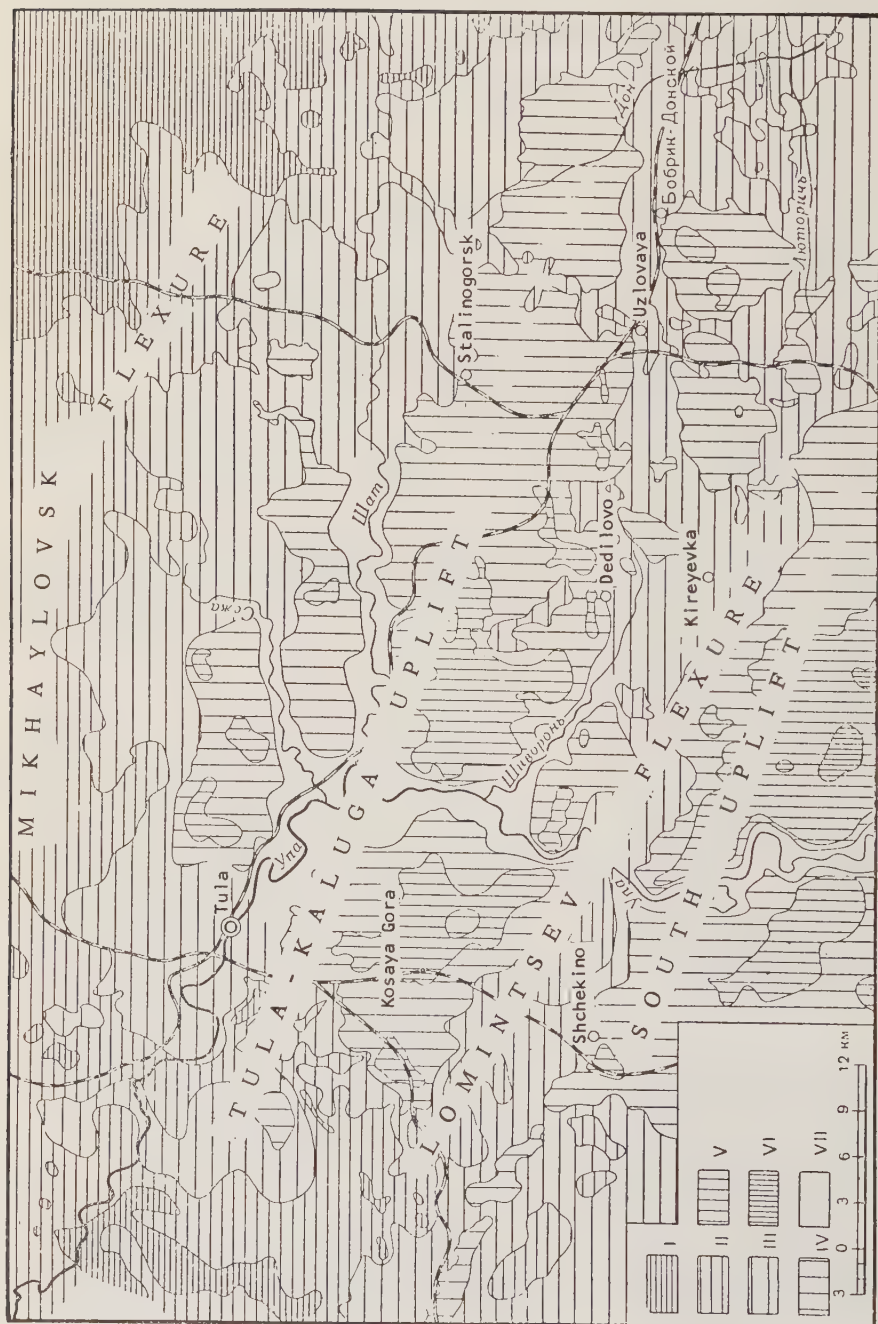 MIKHAYLOVSK
FLEXURE
Tula
Упа
Сежа
Шат
Stalinogorsk
Дон
TULA-KALUGA UPLIFT
Kosaya Gora
Шиворонь
Dedilovo
Uzlovaya
Бобрик-Донской
Люторичь
Kireyevka
LOMINTSEV FLEXURE
Shchekino
Упа
SOUTH UPLIFT
I
II
III
IV
V
VI
VII
3 0 3 6 9 12 км